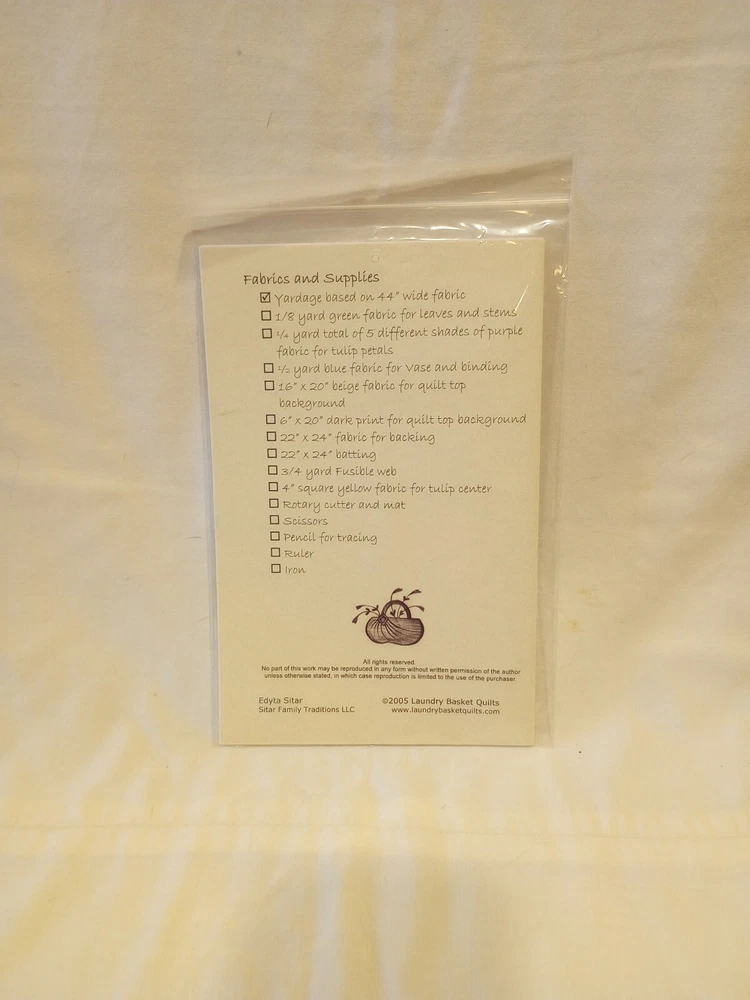 Fabrics and Supplies
☑ Yardage based on 44" wide fabric
☐ 1/8 yard green fabric for leaves and stems
☐ 1/4 yard total of 5 different shades of purple
fabric for tulip petals
☐ 1/2 yard blue fabric for Vase and binding
☐ 16" x 20" beige fabric for quilt top
background
☐ 6" x 20" dark print for quilt top background
☐ 22" x 24" fabric for backing
☐ 22" x 24" batting
☐ 3/4 yard Fusible web
☐ 4" square yellow fabric for tulip center
☐ Rotary cutter and mat
☐ Scissors
☐ Pencil for tracing
☐ Ruler
☐ Iron
All rights reserved.
No part of this work may be reproduced in any form without written permission of the author
unless otherwise stated, in which case reproduction is limited to the use of the purchaser.
Edyta Sitar
Sitar Family Traditions LLC
©2005 Laundry Basket Quilts
www.laundrybasketquilts.com